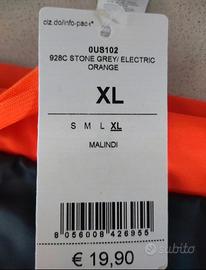 ciz.do/info-pack*
0US102
928C STONE GREY/ ELECTRIC
ORANGE
XL
S M L XL
MALINDI
8 056008 426955
€ 19,90
subito